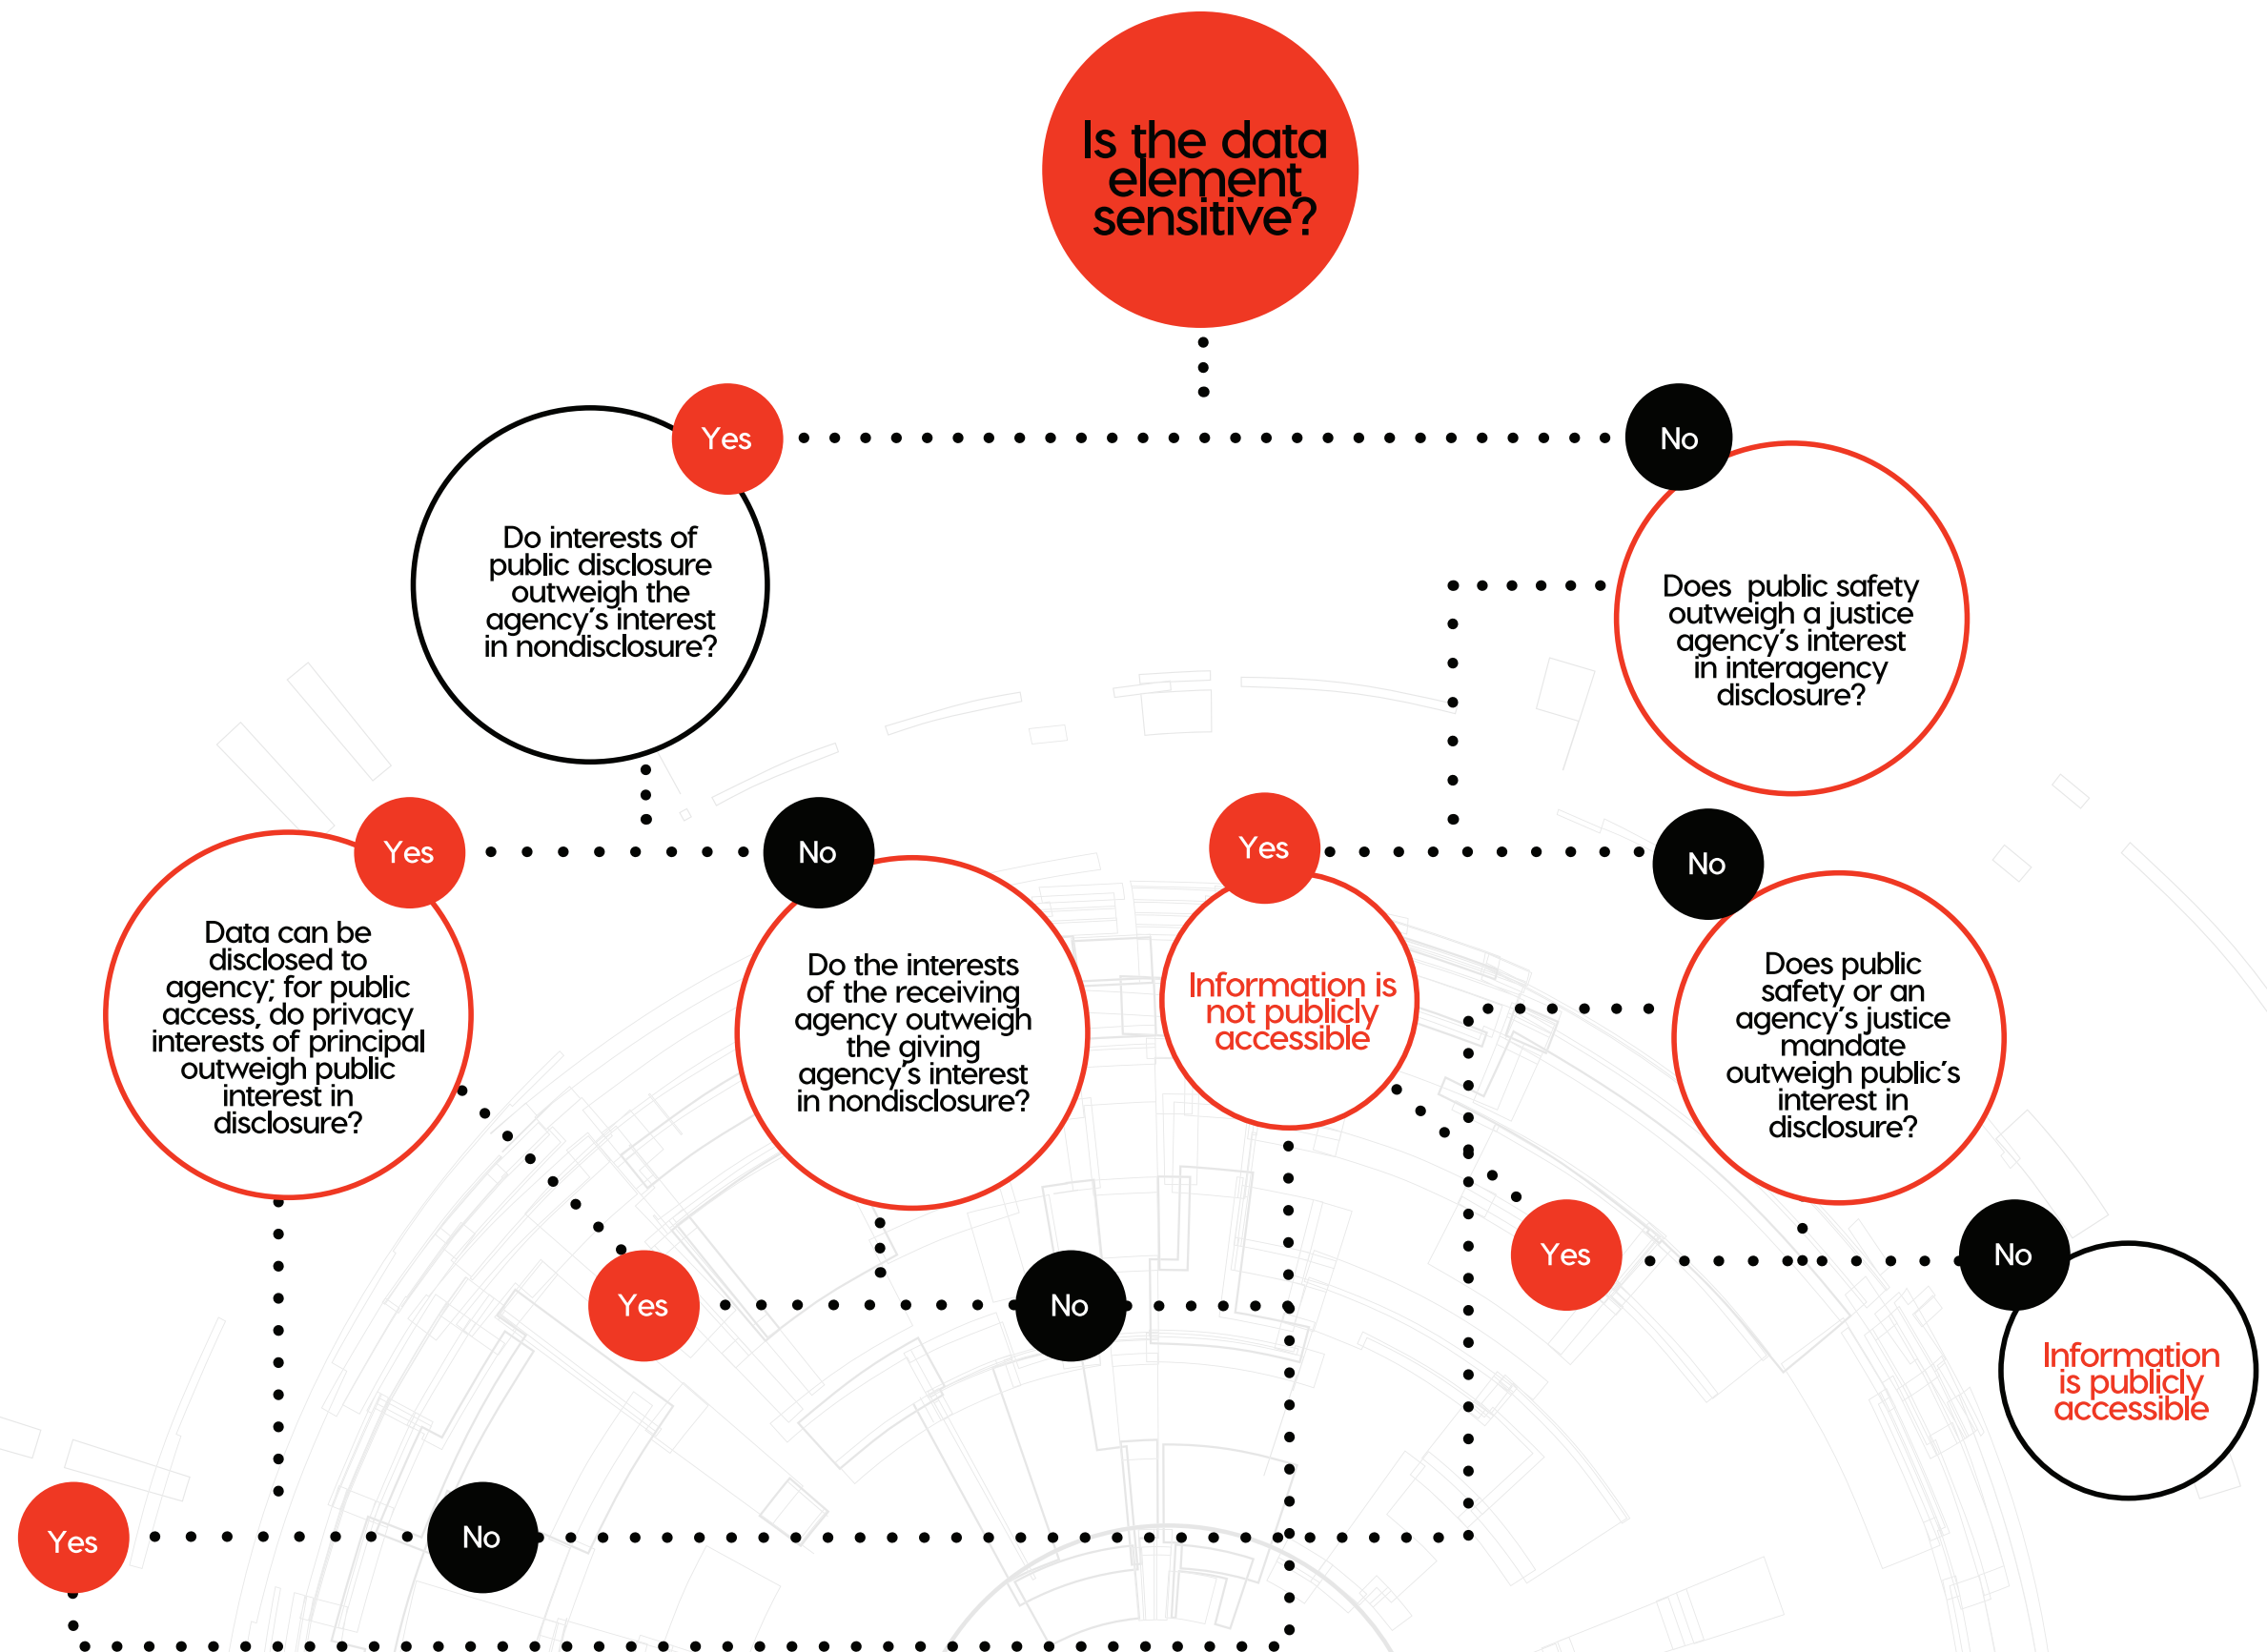 Is the data
element
sensitive?
Yes
No
Do interests of
public disclosure
outweigh the
agency's interest
in nondisclosure?
Does  public safety
outweigh a justice
agency's interest
in interagency
disclosure?
Yes
No
Yes
No
Data can be
disclosed to
agency; for public
access, do privacy
interests of principal
outweigh public
interest in
disclosure?
Do the interests
of the receiving
agency outweigh
the giving
agency's interest
in nondisclosure?
Information is
not publicly
accessible
Does public
safety or an
agency's justice
mandate
outweigh public's
interest in
disclosure?
Yes
No
Yes
No
Information
is publicly
accessible
Yes
No